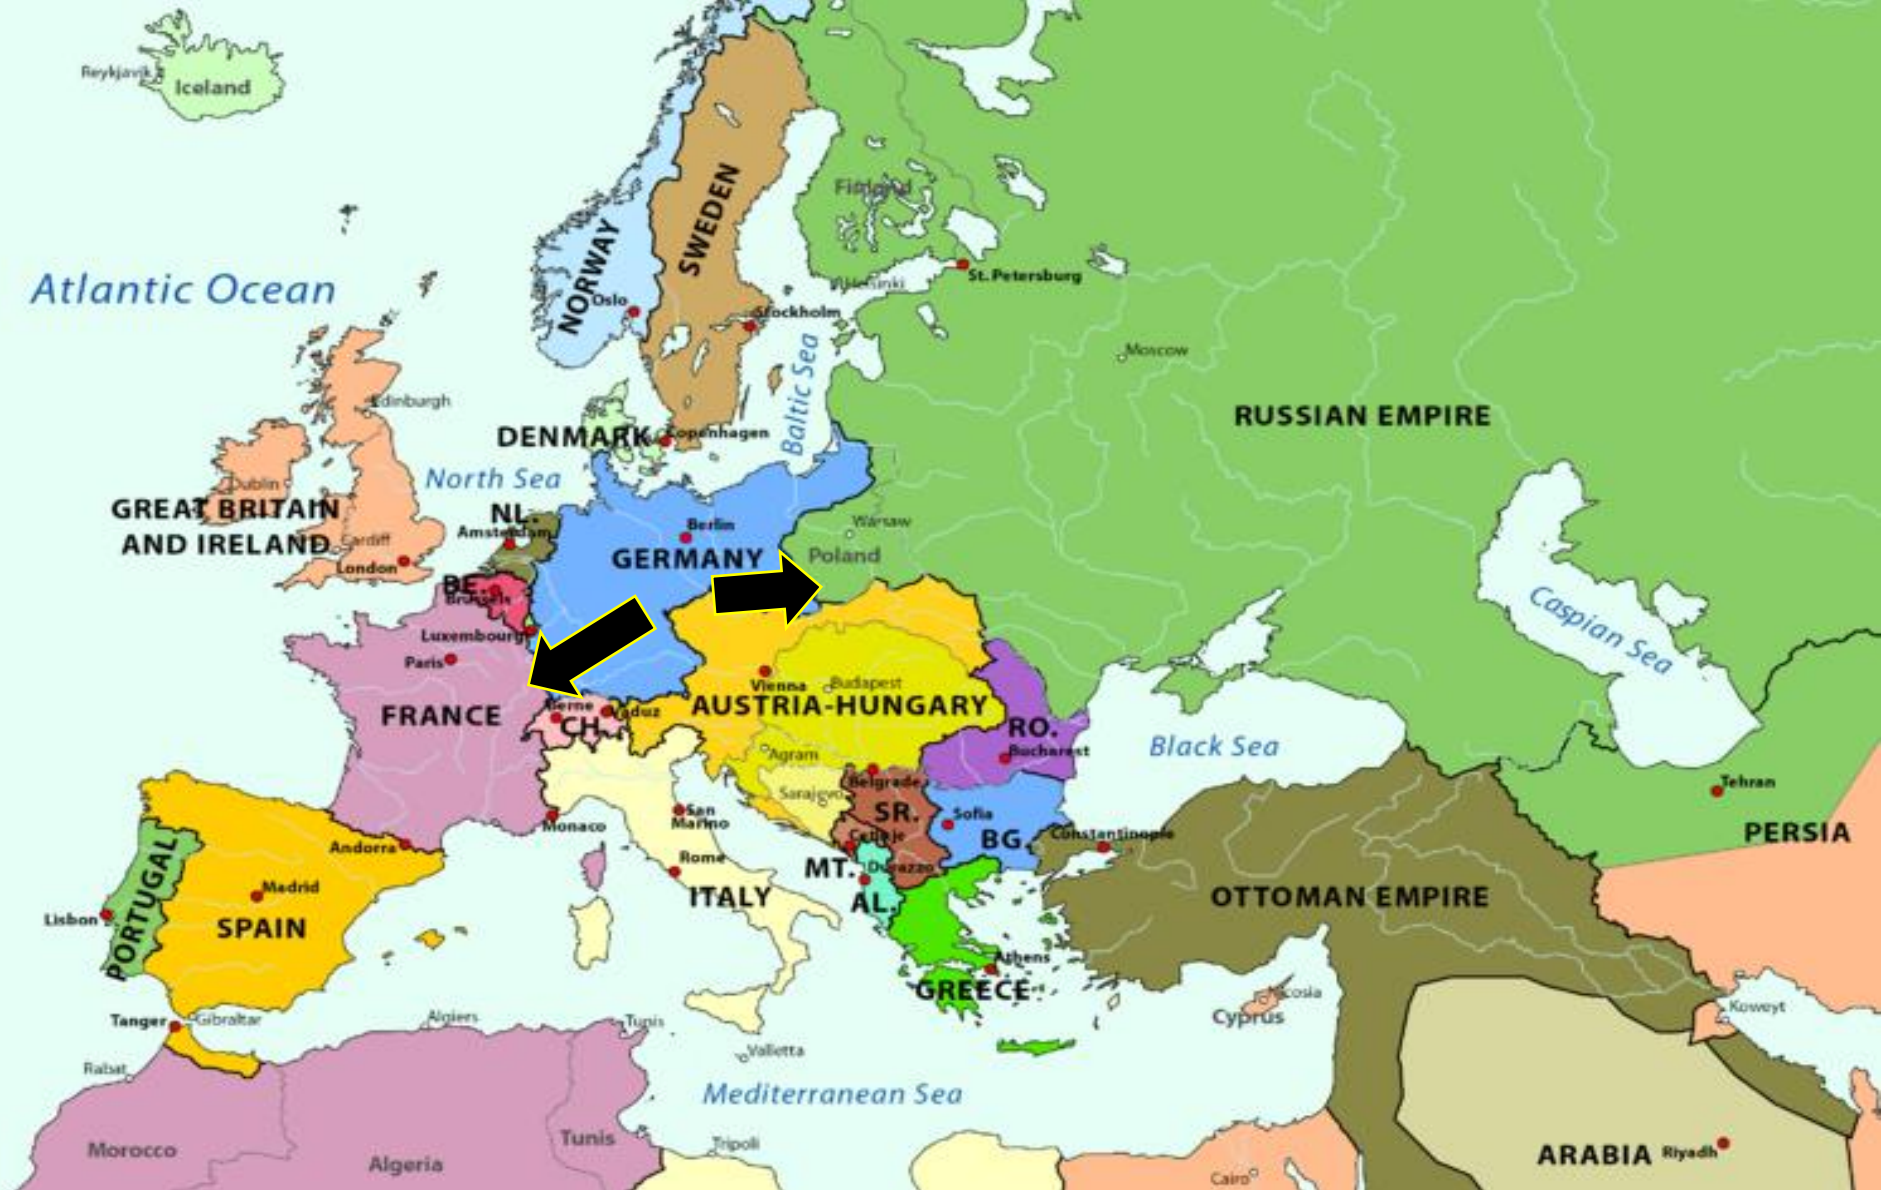 Reykjavik
Iceland
Atlantic Ocean
NORWAY
Oslo
SWEDEN
Stockholm
Finland
Helsinki
St. Petersburg
Moscow
Baltic Sea
RUSSIAN EMPIRE
Edinburgh
DENMARK
Copenhagen
North Sea
Dublin
GREAT BRITAIN
AND IRELAND
Cardiff
London
NL.
Amsterdam
Berlin
GERMANY
Warsaw
Poland
BE.
Brussels
Luxembourg
Paris
FRANCE
Berne
CH.
Vaduz
Vienna
Budapest
AUSTRIA-HUNGARY
Agram
Sarajevo
RO.
Bucharest
Black Sea
Caspian Sea
Belgrade
SR.
Sofia
BG.
Cetinje
MT.
Durazzo
AL.
Constantinople
Tehran
PERSIA
OTTOMAN EMPIRE
Monaco
San
Marino
Rome
ITALY
Andorra
Madrid
SPAIN
Lisbon
PORTUGAL
Athens
GREECE
Nicosia
Cyprus
Koweyt
Tanger
Gibraltar
Algiers
Tunis
Valletta
Rabat
Mediterranean Sea
Morocco
Algeria
Tunis
Tripoli
Cairo
ARABIA
Riyadh